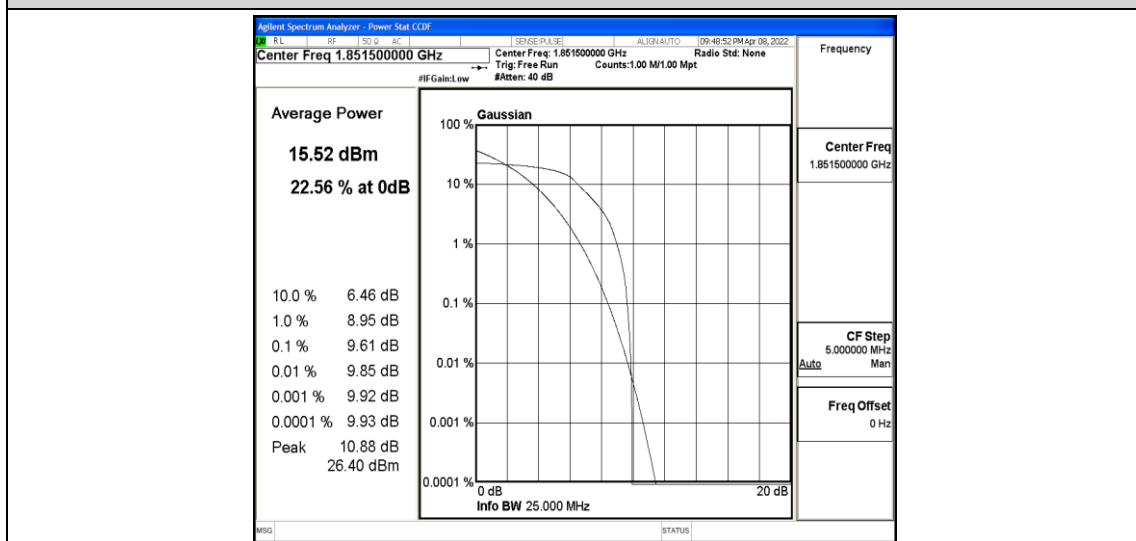 Agilent Spectrum Analyzer - Power Stat CCDF
RL RF 50 Ω AC SENSE:PULSE ALIGN AUTO 09:48:52 PM Apr 08, 2022
Center Freq 1.851500000 GHz
Center Freq: 1.851500000 GHz Radio Std: None
Trig: Free Run Counts:1.00 M/1.00 Mpt
#IFGain:Low #Atten: 40 dB
Average Power
15.52 dBm
22.56 % at 0dB
10.0 % 6.46 dB
1.0 % 8.95 dB
0.1 % 9.61 dB
0.01 % 9.85 dB
0.001 % 9.92 dB
0.0001 % 9.93 dB
Peak 10.88 dB
26.40 dBm
Gaussian
100 %
10 %
1 %
0.1 %
0.01 %
0.001 %
0.0001 %
0 dB 20 dB
Info BW 25.000 MHz
Frequency
Center Freq
1.851500000 GHz
CF Step
5.000000 MHz
Auto Man
Freq Offset
0 Hz
MSG STATUS